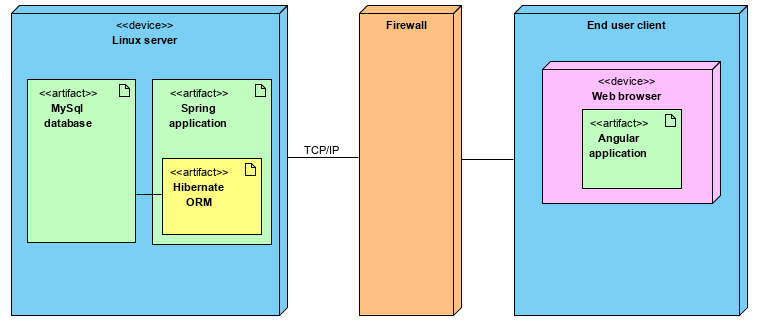 <<device>>
Linux server
<<artifact>>
MySql
database
<<artifact>>
Spring
application
<<artifact>>
Hibernate
ORM
TCP/IP
Firewall
End user client
<<device>>
Web browser
<<artifact>>
Angular
application